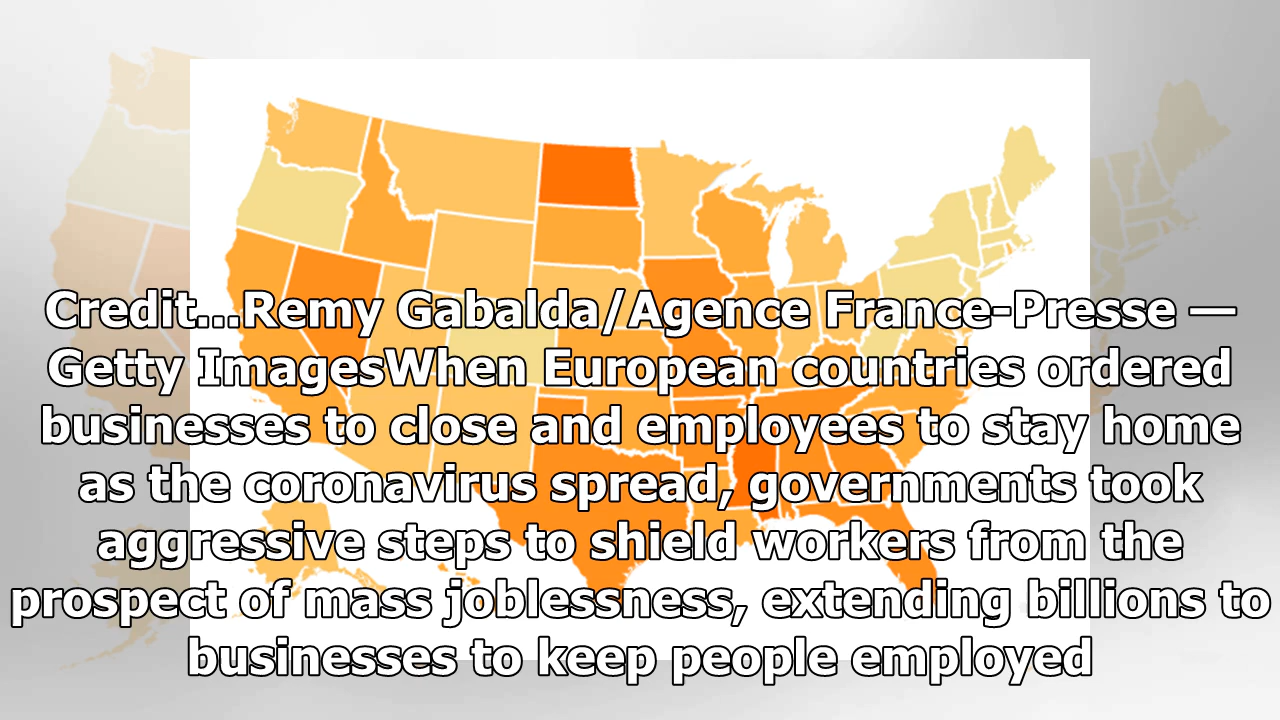 Credit...Remy Gabalda/Agence France-Presse —
Getty ImagesWhen European countries ordered
businesses to close and employees to stay home
as the coronavirus spread, governments took
aggressive steps to shield workers from the
prospect of mass joblessness, extending billions to
businesses to keep people employed